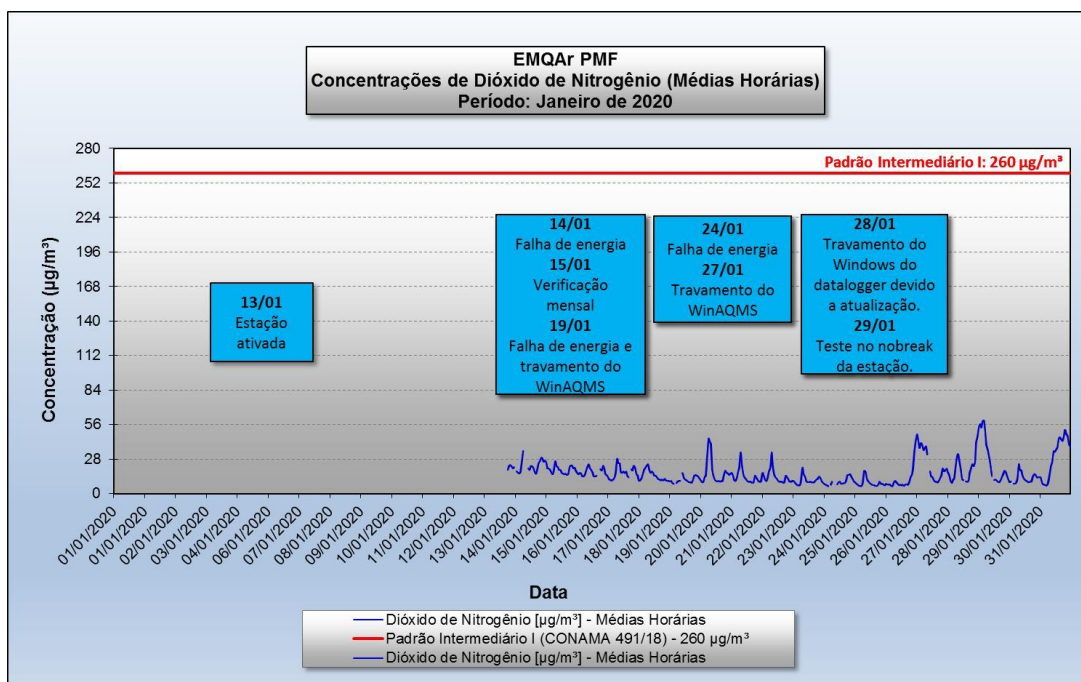 EMQAr PMF
Concentrações de Dióxido de Nitrogênio (Médias Horárias)
Período: Janeiro de 2020
Concentração (µg/m³)
280
252
224
196
168
140
112
84
56
28
0
Padrão Intermediário I: 260 µg/m³
13/01
Estação
ativada
14/01
Falha de energia
15/01
Verificação
mensal
19/01
Falha de energia e
travamento do
WinAQMS
24/01
Falha de energia
27/01
Travamento do
WinAQMS
28/01
Travamento do
Windows do
datalogger devido
a atualização.
29/01
Teste no nobreak
da estação.
01/01/2020
01/01/2020
02/01/2020
03/01/2020
04/01/2020
06/01/2020
07/01/2020
08/01/2020
09/01/2020
10/01/2020
12/01/2020
13/01/2020
14/01/2020
15/01/2020
16/01/2020
17/01/2020
18/01/2020
19/01/2020
20/01/2020
21/01/2020
22/01/2020
23/01/2020
24/01/2020
25/01/2020
26/01/2020
27/01/2020
28/01/2020
29/01/2020
30/01/2020
31/01/2020
Data
Dióxido de Nitrogênio [µg/m³] - Médias Horárias
Padrão Intermediário I (CONAMA 491/18) - 260 µg/m³
Dióxido de Nitrogênio [µg/m³] - Médias Horárias